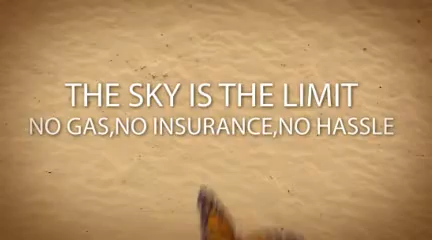 THE SKY IS THE LIMIT
NO GAS,NO INSURANCE,NO HASSLE